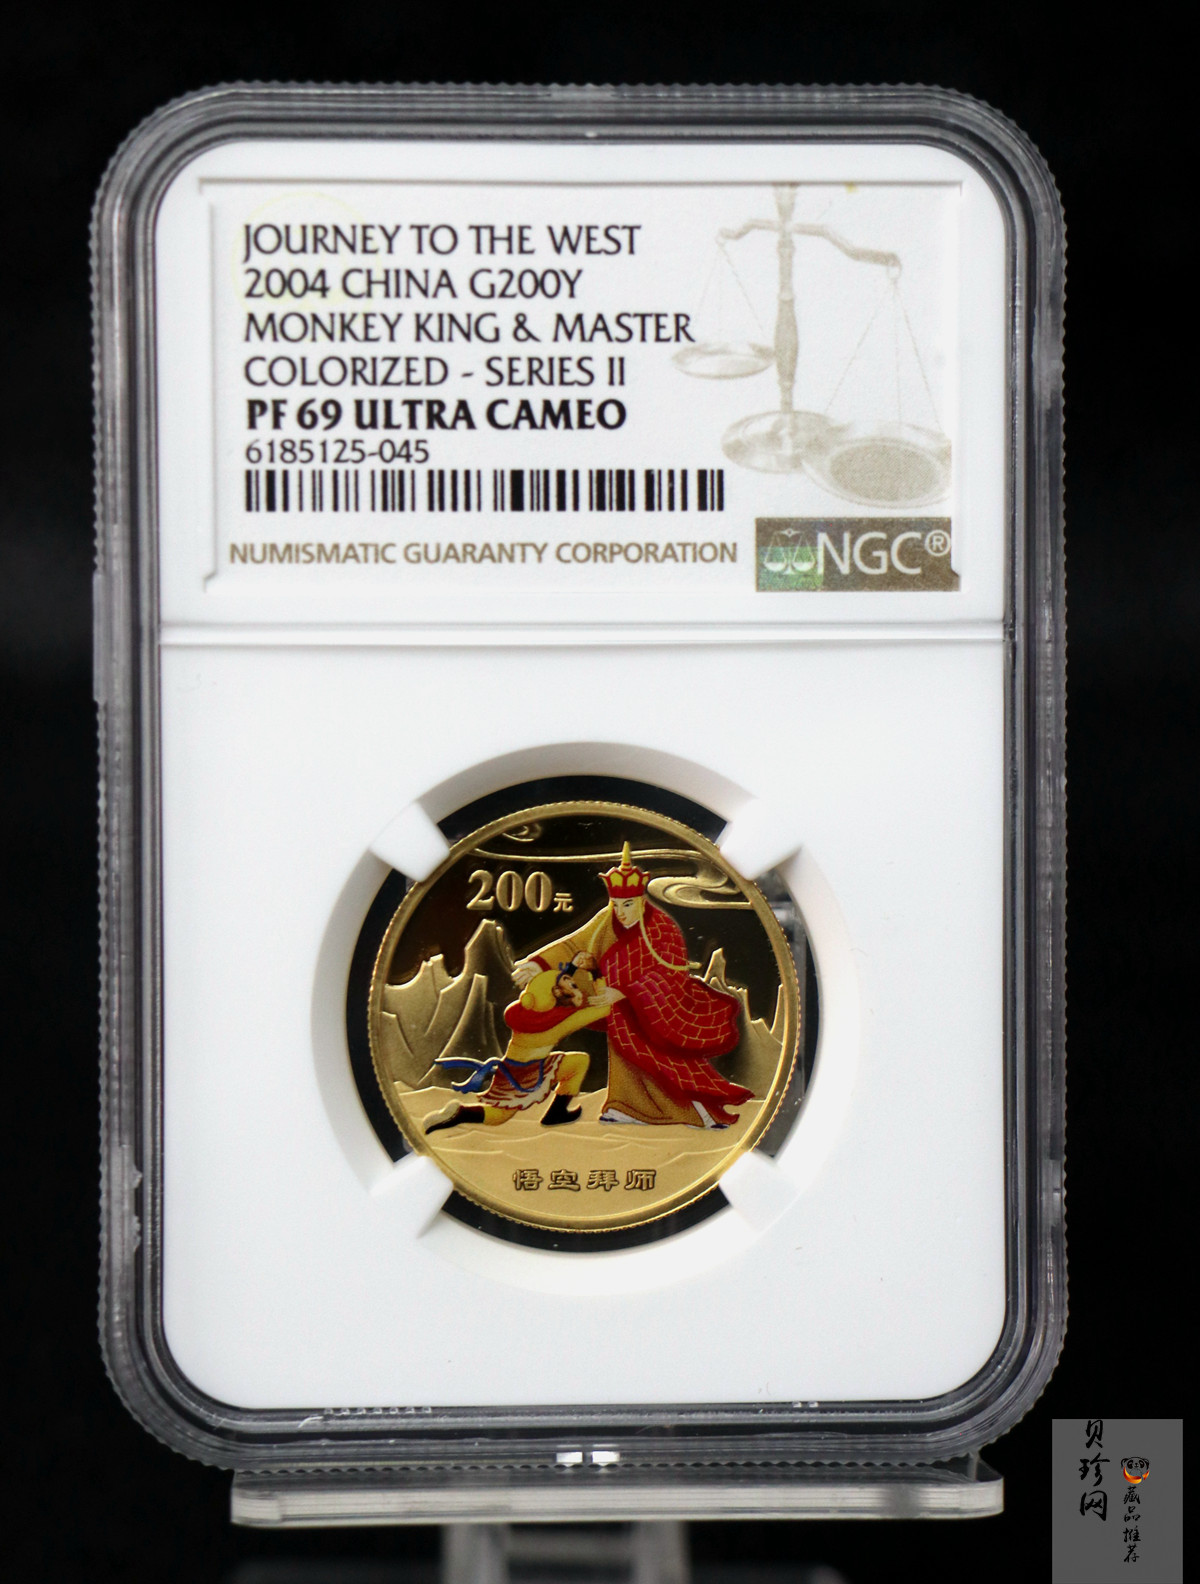 JOURNEY TO THE WEST
2004 CHINA G200Y
MONKEY KING & MASTER
COLORIZED - SERIES II
PF 69 ULTRA CAMEO
6185125-045
NUMISMATIC GUARANTY CORPORATION
NGC®
200元
悟空拜师
贝珍网
藏品推荐